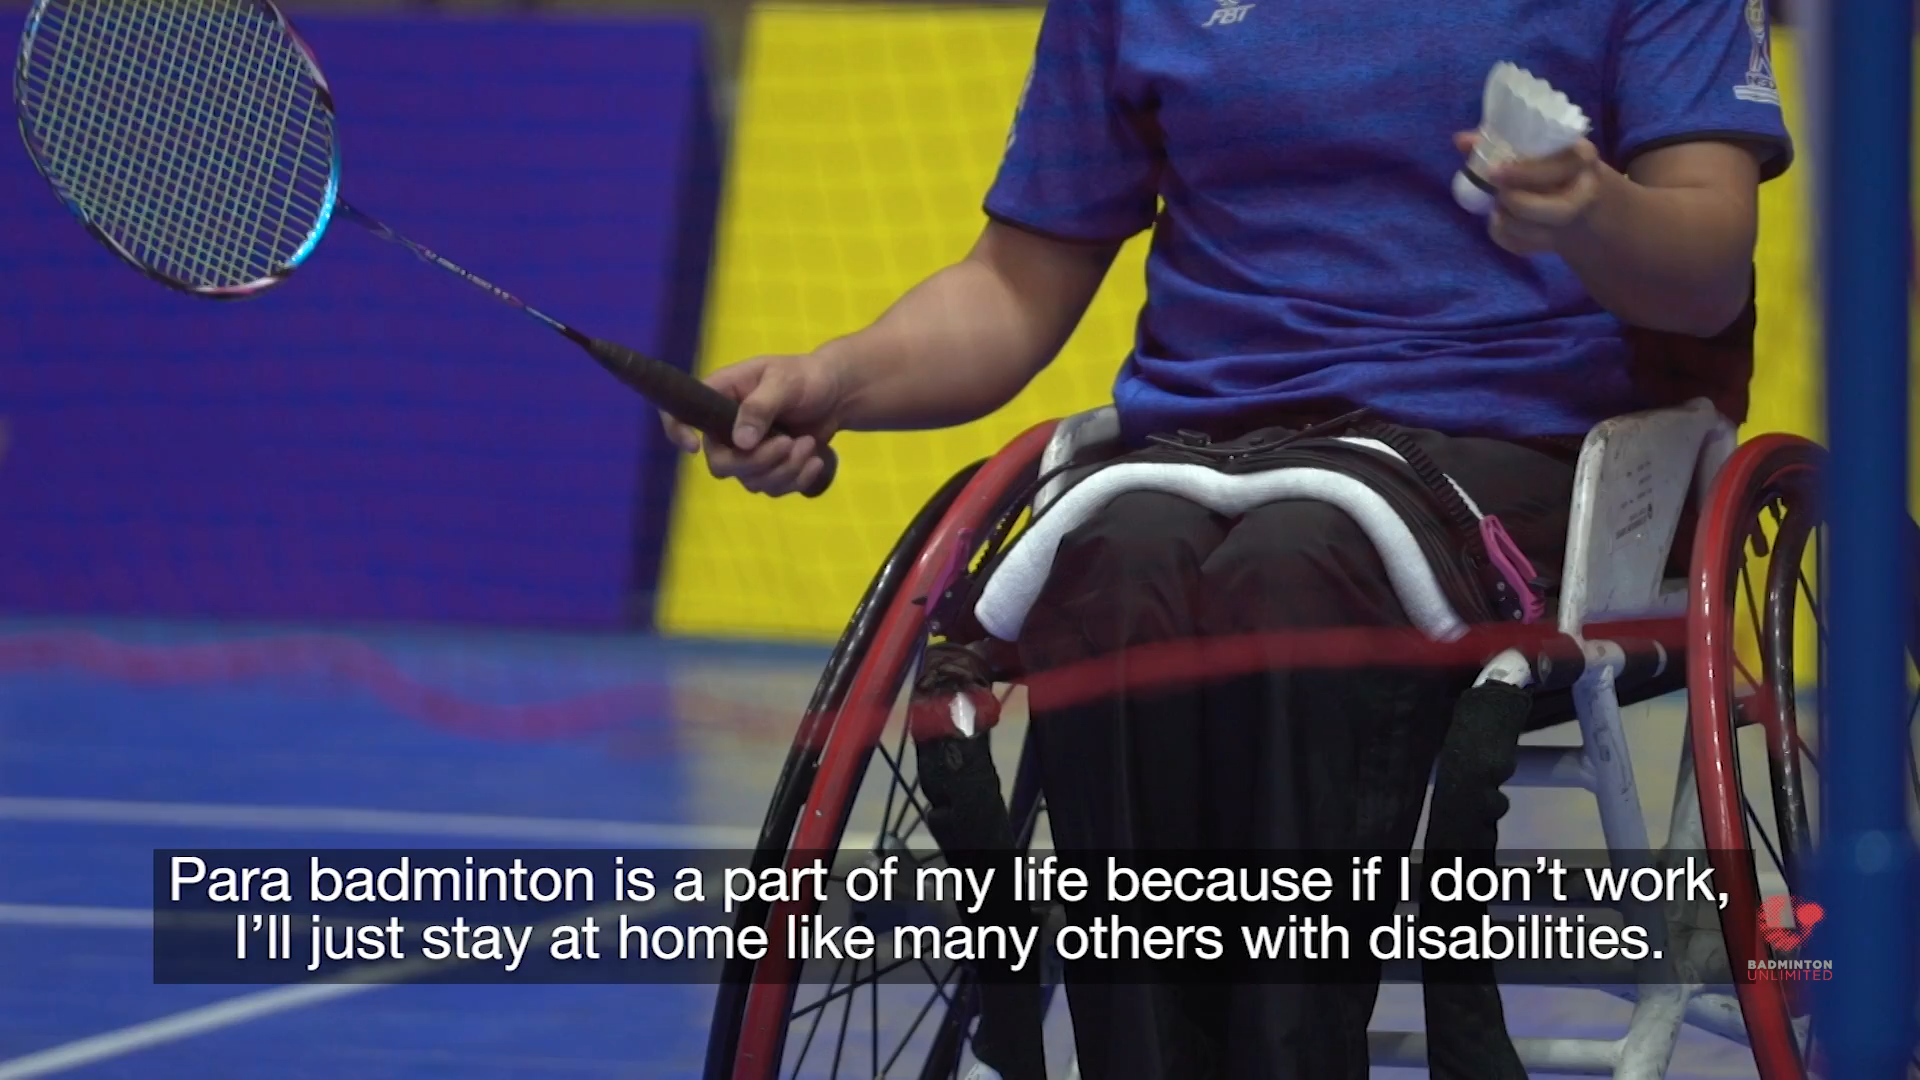 FBT
Para badminton is a part of my life because if I don’t work,
I’ll just stay at home like many others with disabilities.
BADMINTON
UNLIMITED